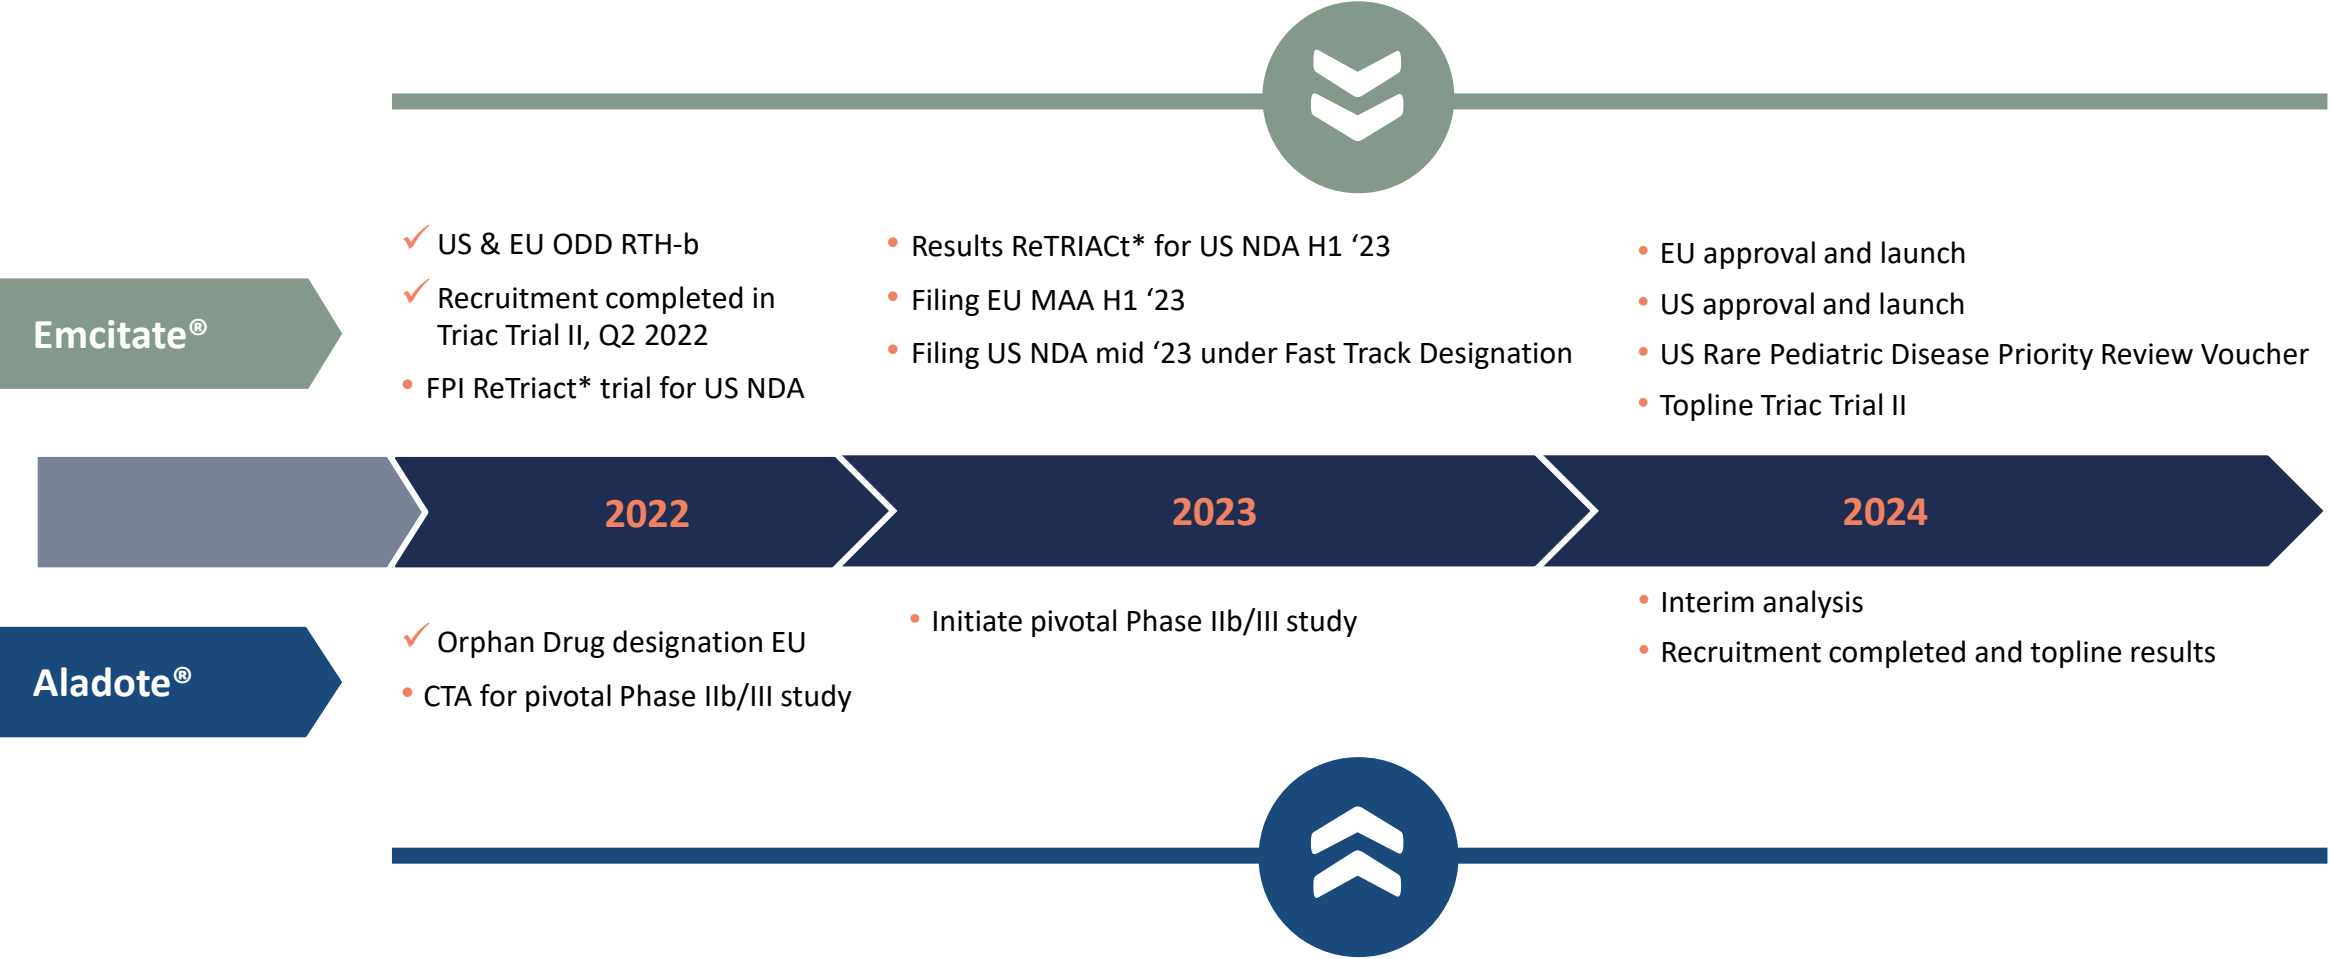 ✓ US & EU ODD RTH-b
✓ Recruitment completed in
Triac Trial II, Q2 2022
• FPI ReTriact* trial for US NDA
• Results ReTRIACt* for US NDA H1 ‘23
• Filing EU MAA H1 ‘23
• Filing US NDA mid ‘23 under Fast Track Designation
• EU approval and launch
• US approval and launch
• US Rare Pediatric Disease Priority Review Voucher
• Topline Triac Trial II
Emcitate®
2022
2023
2024
Aladote®
✓ Orphan Drug designation EU
• CTA for pivotal Phase IIb/III study
• Initiate pivotal Phase IIb/III study
• Interim analysis
• Recruitment completed and topline results